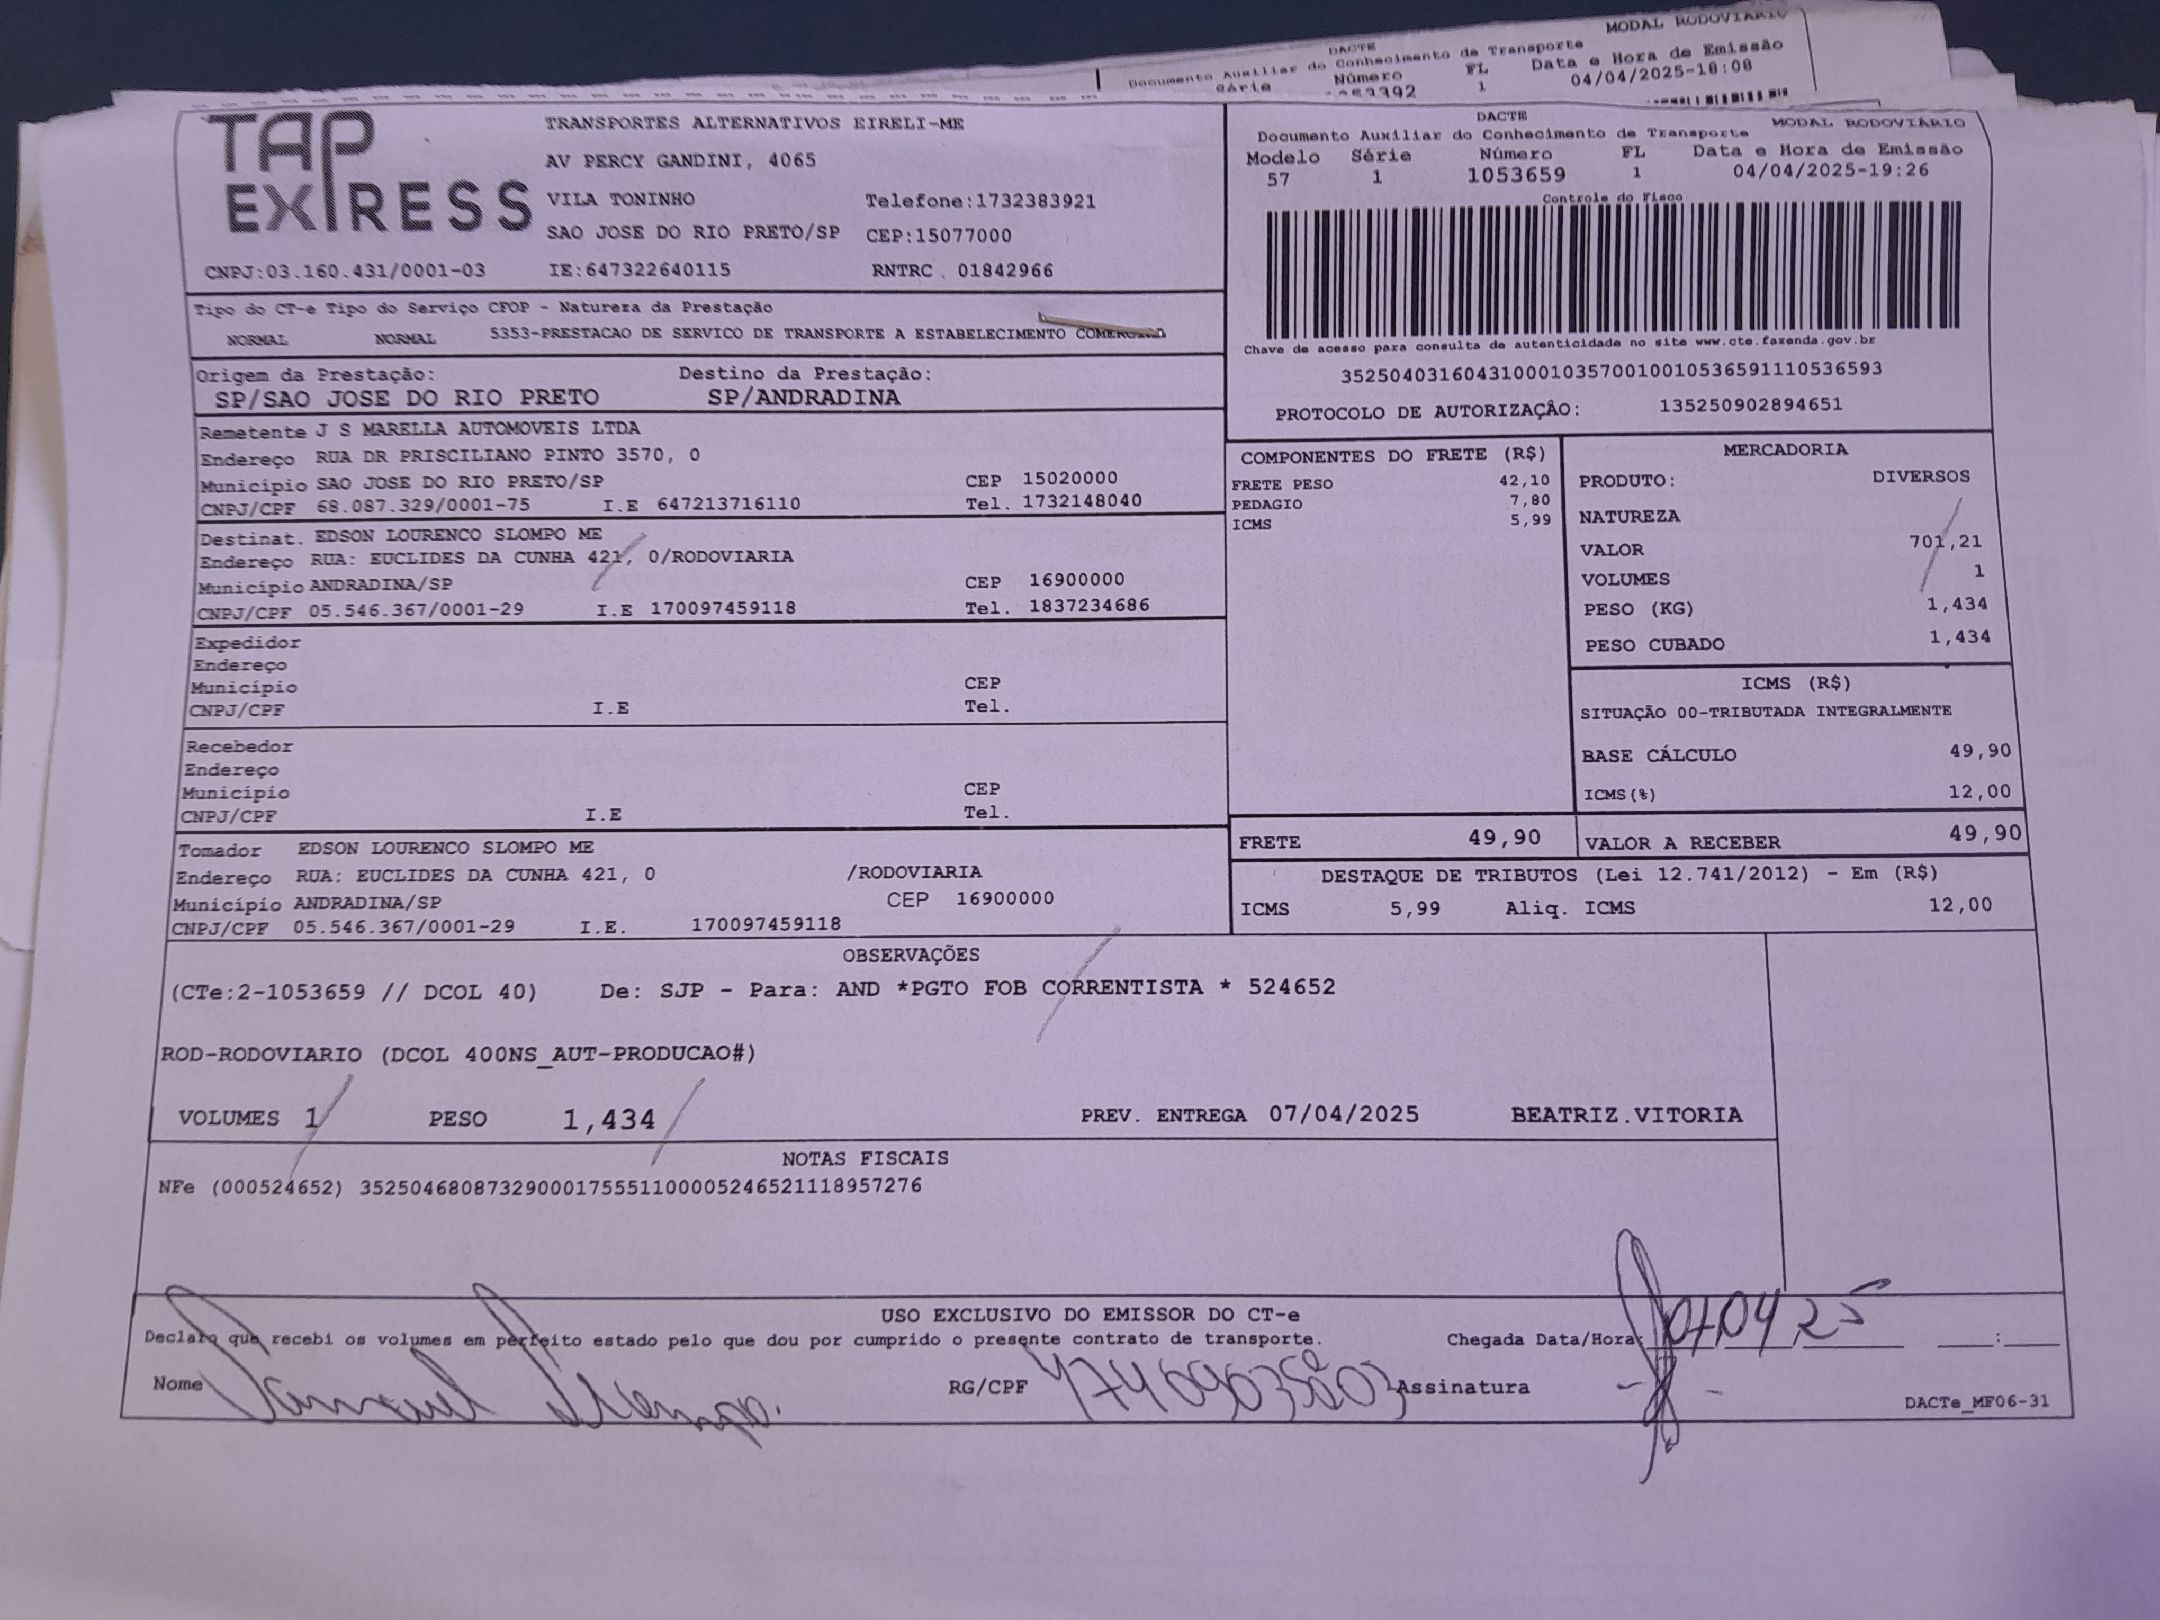 MODAL RODOVIÁRIO
DACTE
Documento Auxiliar do Conhecimento de Transporte
Série Número FL Data e Hora de Emissão
1 04/04/2025-18:08
TAP EXPRESS
TRANSPORTES ALTERNATIVOS EIRELI-ME
AV PERCY GANDINI, 4065
VILA TONINHO Telefone:1732383921
SAO JOSE DO RIO PRETO/SP CEP:15077000
CNPJ:03.160.431/0001-03 IE:647322640115 RNTRC 01842966
DACTE
Documento Auxiliar do Conhecimento de Transporte MODAL RODOVIÁRIO
Modelo Série Número FL Data e Hora de Emissão
57 1 1053659 1 04/04/2025-19:26
Controle do Fisco
Chave de acesso para consulta de autenticidade no site www.cte.fazenda.gov.br
35250403160431000103570010010536591110536593
PROTOCOLO DE AUTORIZAÇÂO: 135250902894651
Tipo do CT-e Tipo do Serviço CFOP - Natureza da Prestação
NORMAL NORMAL 5353-PRESTACAO DE SERVICO DE TRANSPORTE A ESTABELECIMENTO COMERCIAL
Origem da Prestação: Destino da Prestação:
SP/SAO JOSE DO RIO PRETO SP/ANDRADINA
Remetente J S MARELLA AUTOMOVEIS LTDA
Endereço RUA DR PRISCILIANO PINTO 3570, 0
Município SAO JOSE DO RIO PRETO/SP CEP 15020000
CNPJ/CPF 68.087.329/0001-75 I.E 647213716110 Tel. 1732148040
Destinat. EDSON LOURENCO SLOMPO ME
Endereço RUA: EUCLIDES DA CUNHA 421, 0/RODOVIARIA
Município ANDRADINA/SP CEP 16900000
CNPJ/CPF 05.546.367/0001-29 I.E 170097459118 Tel. 1837234686
Expedidor
Endereço
Município CEP
CNPJ/CPF I.E Tel.
Recebedor
Endereço
Município CEP
CNPJ/CPF I.E Tel.
Tomador EDSON LOURENCO SLOMPO ME
Endereço RUA: EUCLIDES DA CUNHA 421, 0 /RODOVIARIA
Município ANDRADINA/SP CEP 16900000
CNPJ/CPF 05.546.367/0001-29 I.E. 170097459118
COMPONENTES DO FRETE (R$)
FRETE PESO 42,10
PEDAGIO 7,80
ICMS 5,99
MERCADORIA
PRODUTO: DIVERSOS
NATUREZA
VALOR 701,21
VOLUMES 1
PESO (KG) 1,434
PESO CUBADO 1,434
ICMS (R$)
SITUAÇÃO 00-TRIBUTADA INTEGRALMENTE
BASE CÁLCULO 49,90
ICMS(%) 12,00
FRETE 49,90 VALOR A RECEBER 49,90
DESTAQUE DE TRIBUTOS (Lei 12.741/2012) - Em (R$)
ICMS 5,99 Aliq. ICMS 12,00
OBSERVAÇÕES
(CTe:2-1053659 // DCOL 40) De: SJP - Para: AND *PGTO FOB CORRENTISTA * 524652
ROD-RODOVIARIO (DCOL 400NS_AUT-PRODUCAO#)
VOLUMES 1 PESO 1,434 PREV. ENTREGA 07/04/2025 BEATRIZ.VITORIA
NOTAS FISCAIS
NFe (000524652) 35250468087329000175551100005246521118957276
USO EXCLUSIVO DO EMISSOR DO CT-e
Declaro que recebi os volumes em perfeito estado pelo que dou por cumprido o presente contrato de transporte. Chegada Data/Hora: 07/04/25 :
Nome RG/CPF Assinatura
DACTe_MF06-31